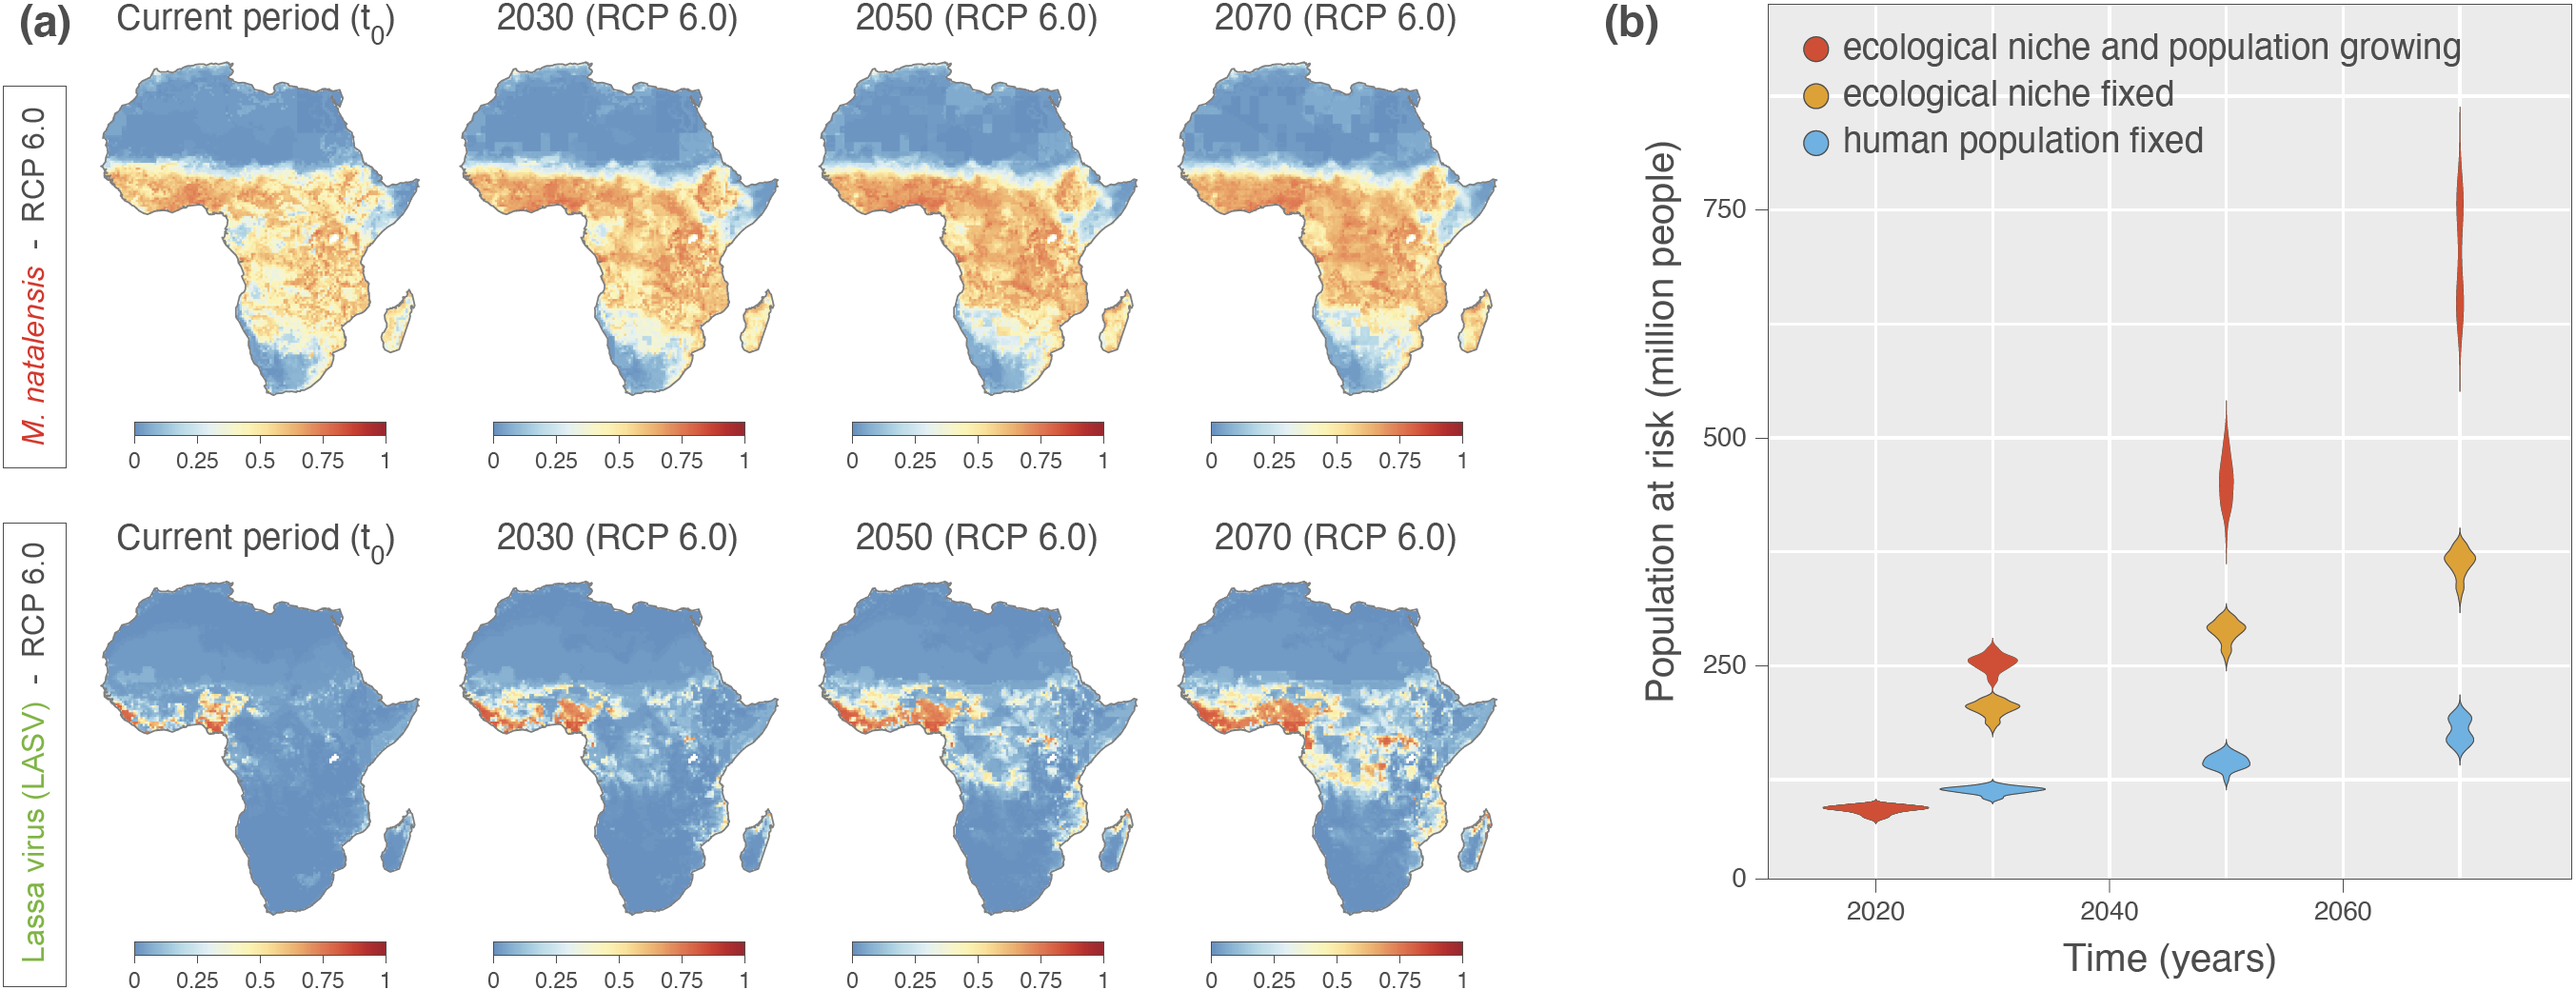 (a)
Current period (t0)
2030 (RCP 6.0)
2050 (RCP 6.0)
2070 (RCP 6.0)
M. natalensis - RCP 6.0
0 0.25 0.5 0.75 1
0 0.25 0.5 0.75 1
0 0.25 0.5 0.75 1
0 0.25 0.5 0.75 1
Current period (t0)
2030 (RCP 6.0)
2050 (RCP 6.0)
2070 (RCP 6.0)
Lassa virus (LASV) - RCP 6.0
0 0.25 0.5 0.75 1
0 0.25 0.5 0.75 1
0 0.25 0.5 0.75 1
0 0.25 0.5 0.75 1
(b)
ecological niche and population growing
ecological niche fixed
human population fixed
Population at risk (million people)
750
500
250
0
2020 2040 2060
Time (years)